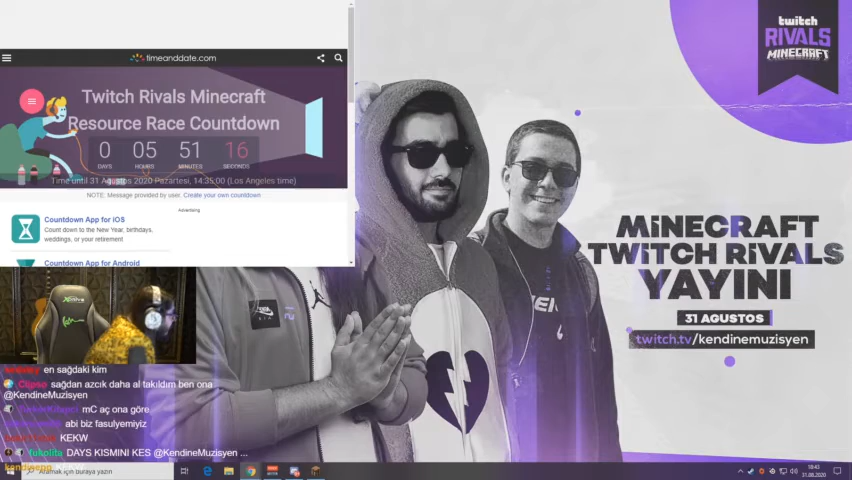 twitch
RIVALS
MINECRAFT
timeanddate.com
Twitch Rivals Minecraft
Resource Race Countdown
0 05 51 16
DAYS HOURS MINUTES SECONDS
Time until 31 Ağustos 2020 Pazartesi, 14:35:00 (Los Angeles time)
NOTE: Message provided by user. Create your own countdown
Advertising
Countdown App for iOS
Count down to the New Year, birthdays,
weddings, or your retirement
Countdown App for Android
MINECRAFT
TWITCH RIVALS
YAYINI
31 AGUSTOS
twitch.tv/kendinemuzisyen
en sağdaki kim
Clipso sağdan azcık daha al takıldım ben ona
@KendineMuzisyen
mC aç ona göre
abi biz fasulyemiyiz
KEKW
fukolita DAYS KISMINI KES @KendineMuzisyen ...
Aramak için buraya yazın
18:43
31.08.2020